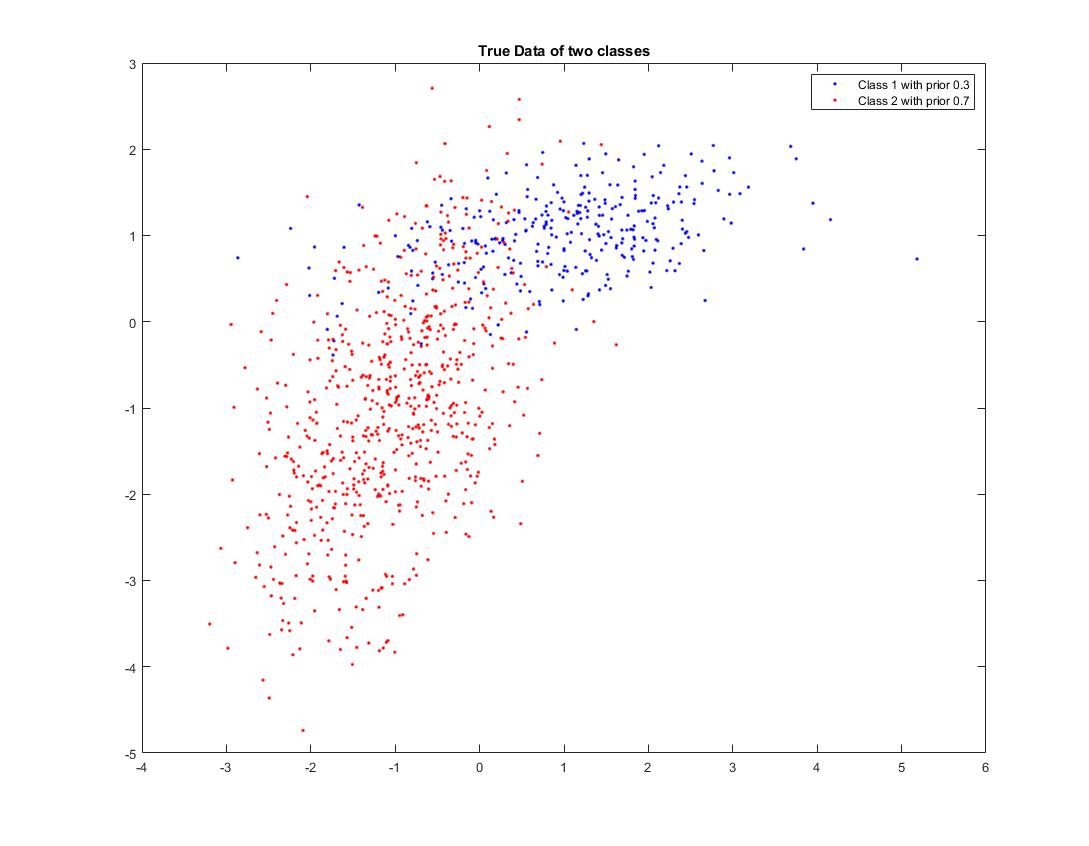 True Data of two classes
Class 1 with prior 0.3
Class 2 with prior 0.7
3
2
1
0
-1
-2
-3
-4
-5
-4 -3 -2 -1 0 1 2 3 4 5 6